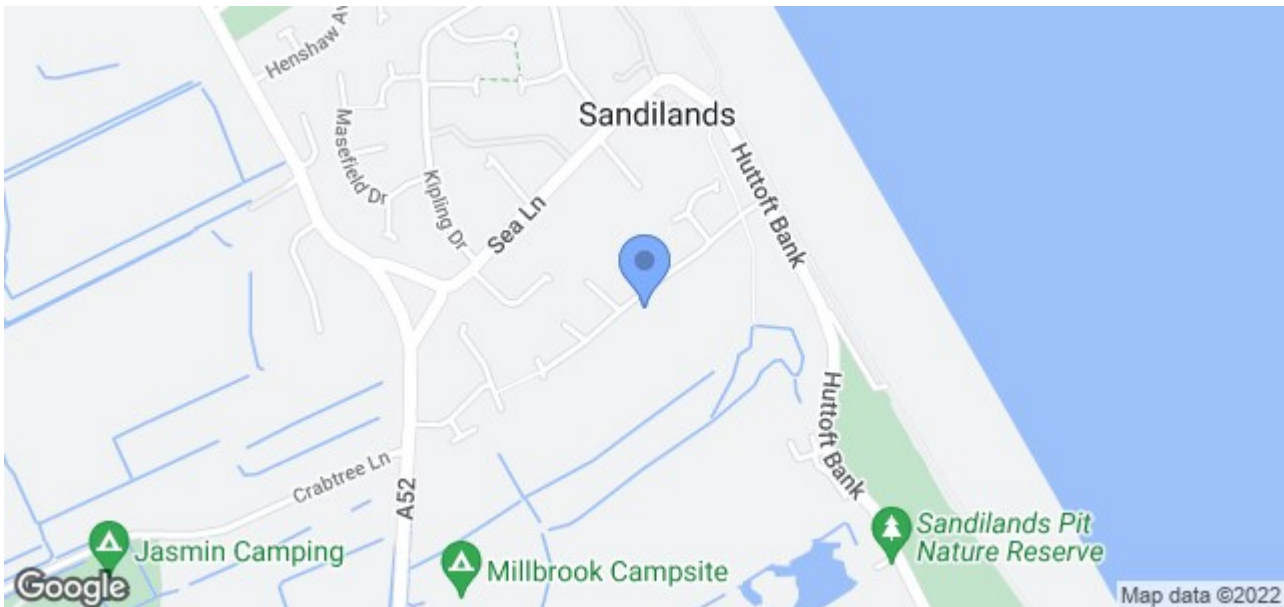 Henshaw Av
Sandilands
Masefield Dr
Kipling Dr
Sea Ln
Huttoft Bank
Huttoft Bank
Crabtree Ln
A52
Jasmin Camping
Millbrook Campsite
Sandilands Pit
Nature Reserve
Google
Map data ©2022